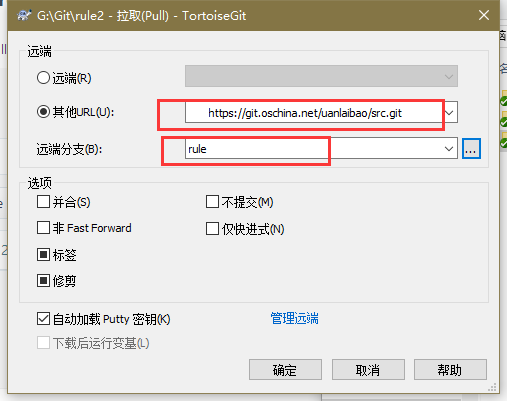 G:\Git\rule2 - 拉取(Pull) - TortoiseGit
远端
远端(R)
其他URL(U): https://git.oschina.net/uanlaibao/src.git
远端分支(B): rule ...
选项
并合(S) 不提交(M)
非 Fast Forward 仅快进式(N)
标签
修剪
自动加载 Putty 密钥(K) 管理远端
下载后运行变基(L)
确定 取消 帮助